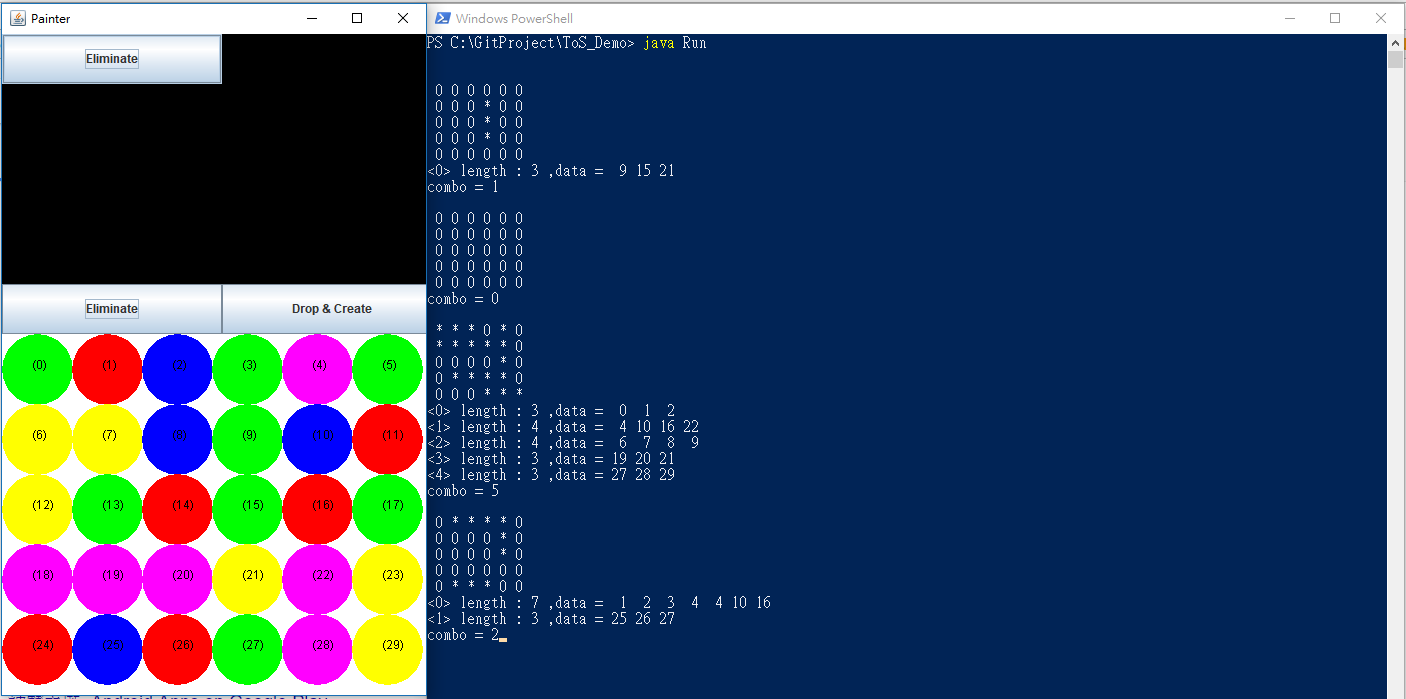 Painter
Eliminate
Eliminate
Drop & Create
(0) (1) (2) (3) (4) (5)
(6) (7) (8) (9) (10) (11)
(12) (13) (14) (15) (16) (17)
(18) (19) (20) (21) (22) (23)
(24) (25) (26) (27) (28) (29)
Windows PowerShell
PS C:\GitProject\ToS_Demo> java Run
0 0 0 0 0 0
0 0 0 * 0 0
0 0 0 * 0 0
0 0 0 * 0 0
0 0 0 0 0 0
<0> length : 3 ,data =  9 15 21
combo = 1
0 0 0 0 0 0
0 0 0 0 0 0
0 0 0 0 0 0
0 0 0 0 0 0
0 0 0 0 0 0
combo = 0
* * * 0 * 0
* * * * * 0
0 0 0 0 * 0
0 * * * * 0
0 0 0 * * *
<0> length : 3 ,data =  0  1  2
<1> length : 4 ,data =  4 10 16 22
<2> length : 4 ,data =  6  7  8  9
<3> length : 3 ,data = 19 20 21
<4> length : 3 ,data = 27 28 29
combo = 5
0 * * * * 0
0 0 0 0 * 0
0 0 0 0 * 0
0 0 0 0 0 0
0 * * * 0 0
<0> length : 7 ,data =  1  2  3  4  4 10 16
<1> length : 3 ,data = 25 26 27
combo = 2